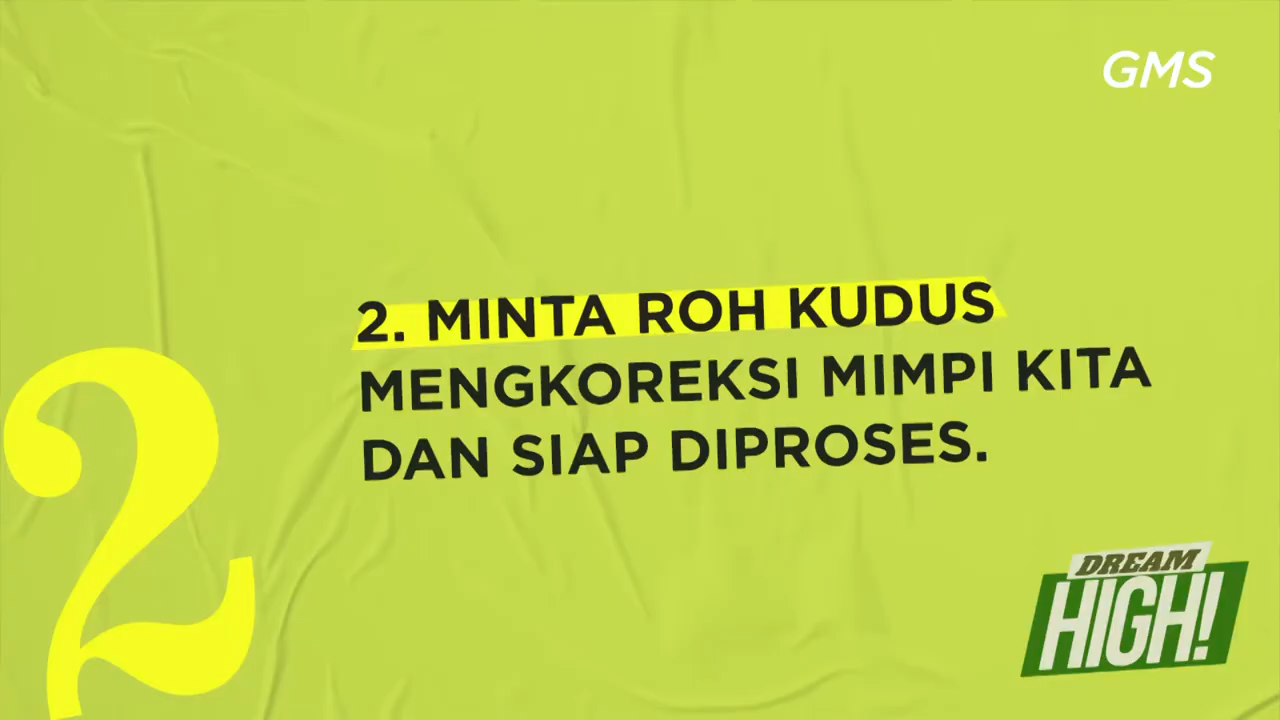 GMS
2. MINTA ROH KUDUS
MENGKOREKSI MIMPI KITA
DAN SIAP DIPROSES.
2
DREAM
HIGH!